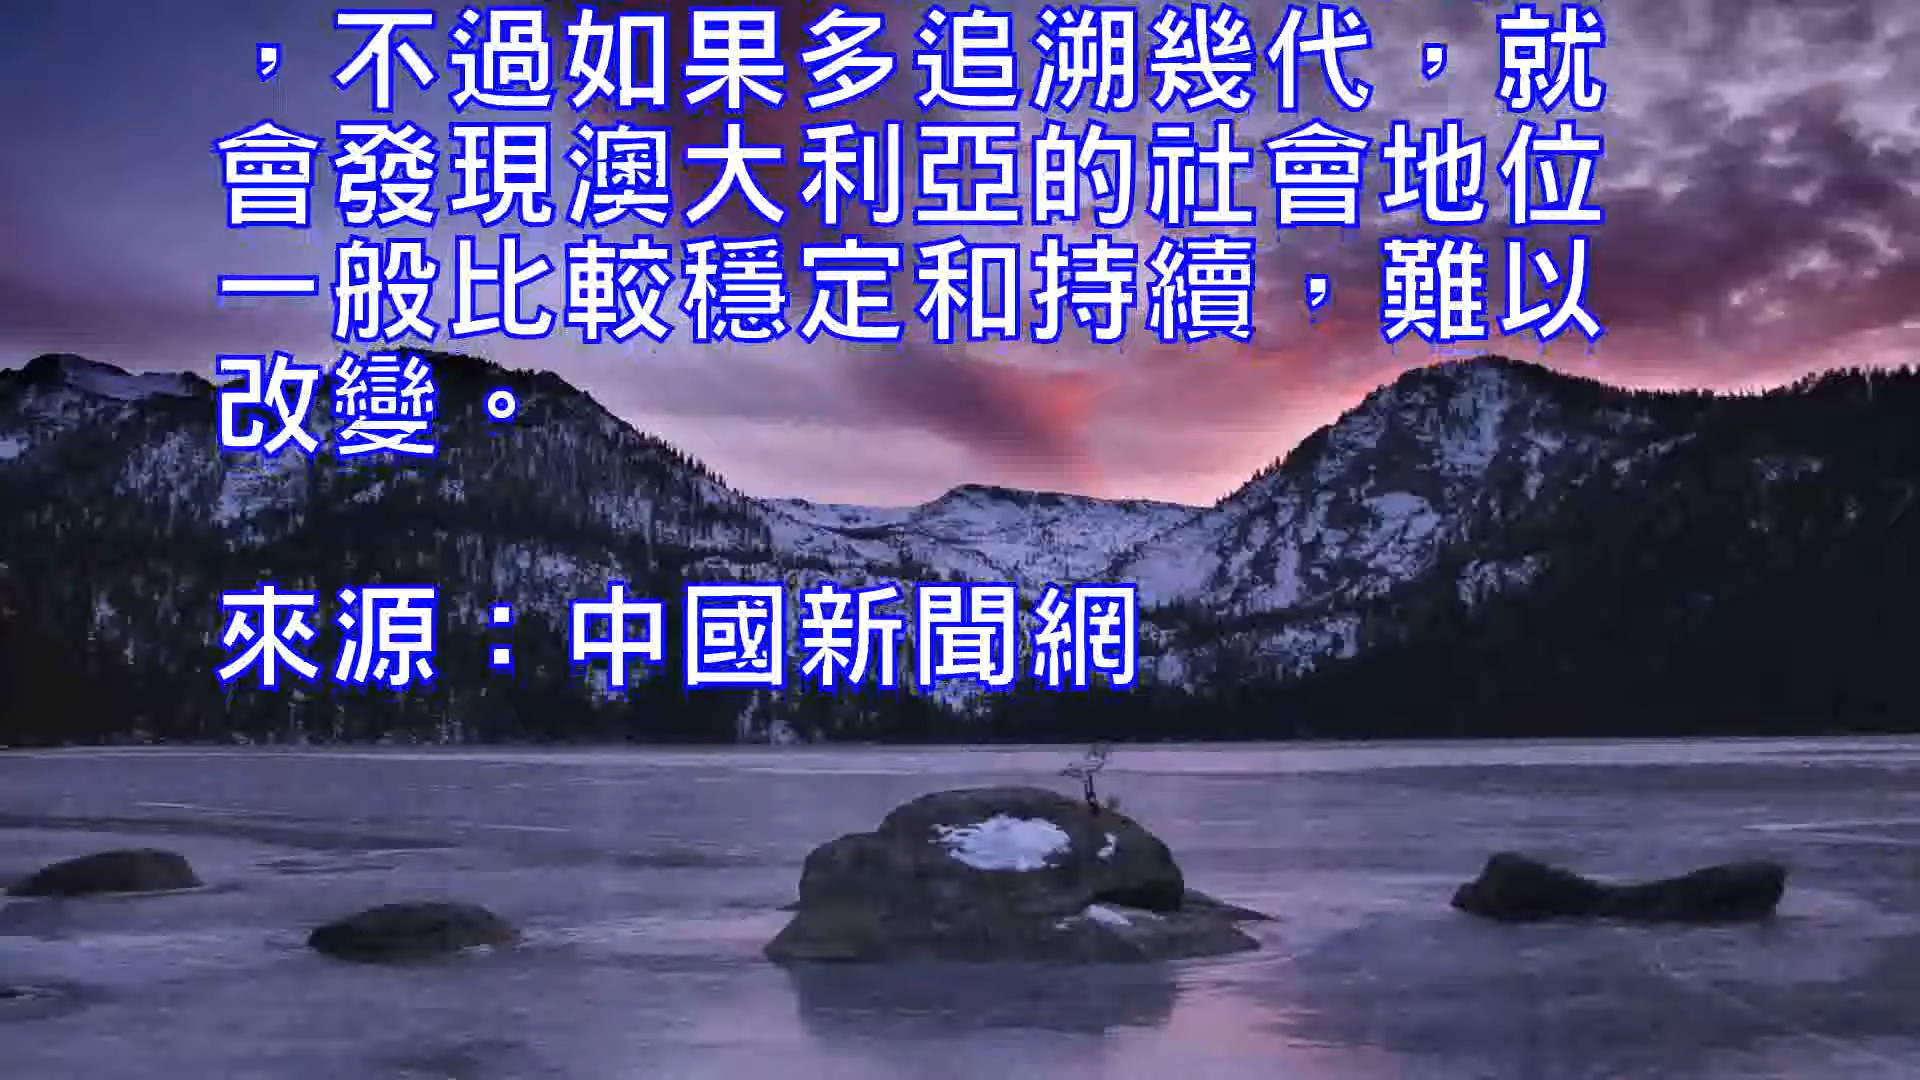 ，不過如果多追溯幾代，就
會發現澳大利亞的社會地位
一般比較穩定和持續，難以
改變。
來源：中國新聞網